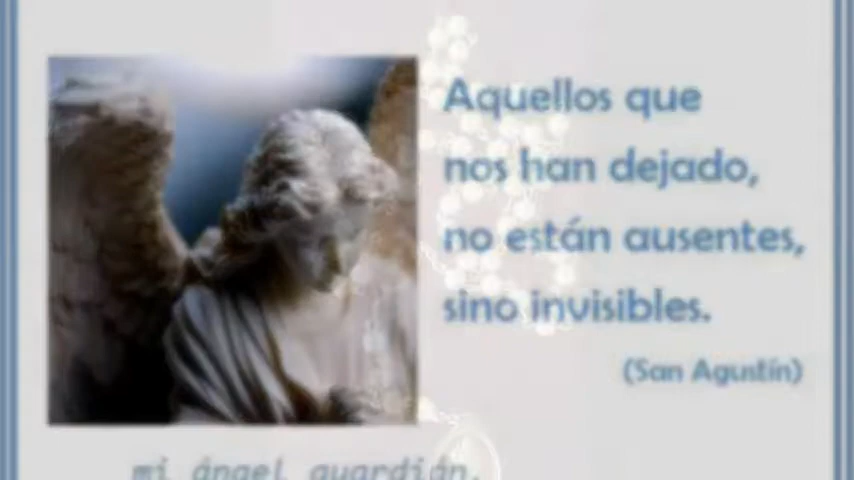 Aquellos que
nos han dejado,
no están ausentes,
sino invisibles.
(San Agustín)
mi ángel guardián.